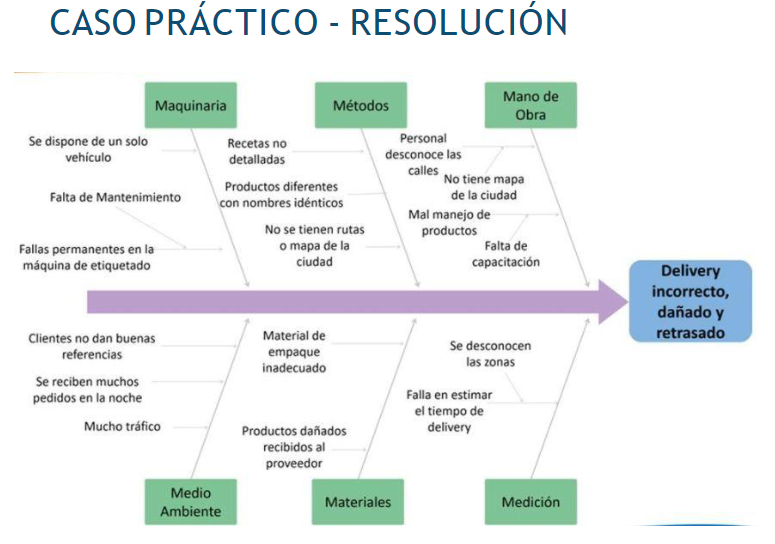 CASO PRÁCTICO - RESOLUCIÓN
Maquinaria
Métodos
Mano de
Obra
Se dispone de un solo
vehículo
Falta de Mantenimiento
Fallas permanentes en la
máquina de etiquetado
Recetas no
detalladas
Productos diferentes
con nombres idénticos
No se tienen rutas
o mapa de la
ciudad
Personal
desconoce las
calles
No tiene mapa
de la ciudad
Mal manejo de
productos
Falta de
capacitación
Delivery
incorrecto,
dañado y
retrasado
Clientes no dan buenas
referencias
Se reciben muchos
pedidos en la noche
Mucho tráfico
Material de
empaque
inadecuado
Productos dañados
recibidos al
proveedor
Se desconocen
las zonas
Falla en estimar
el tiempo de
delivery
Medio
Ambiente
Materiales
Medición